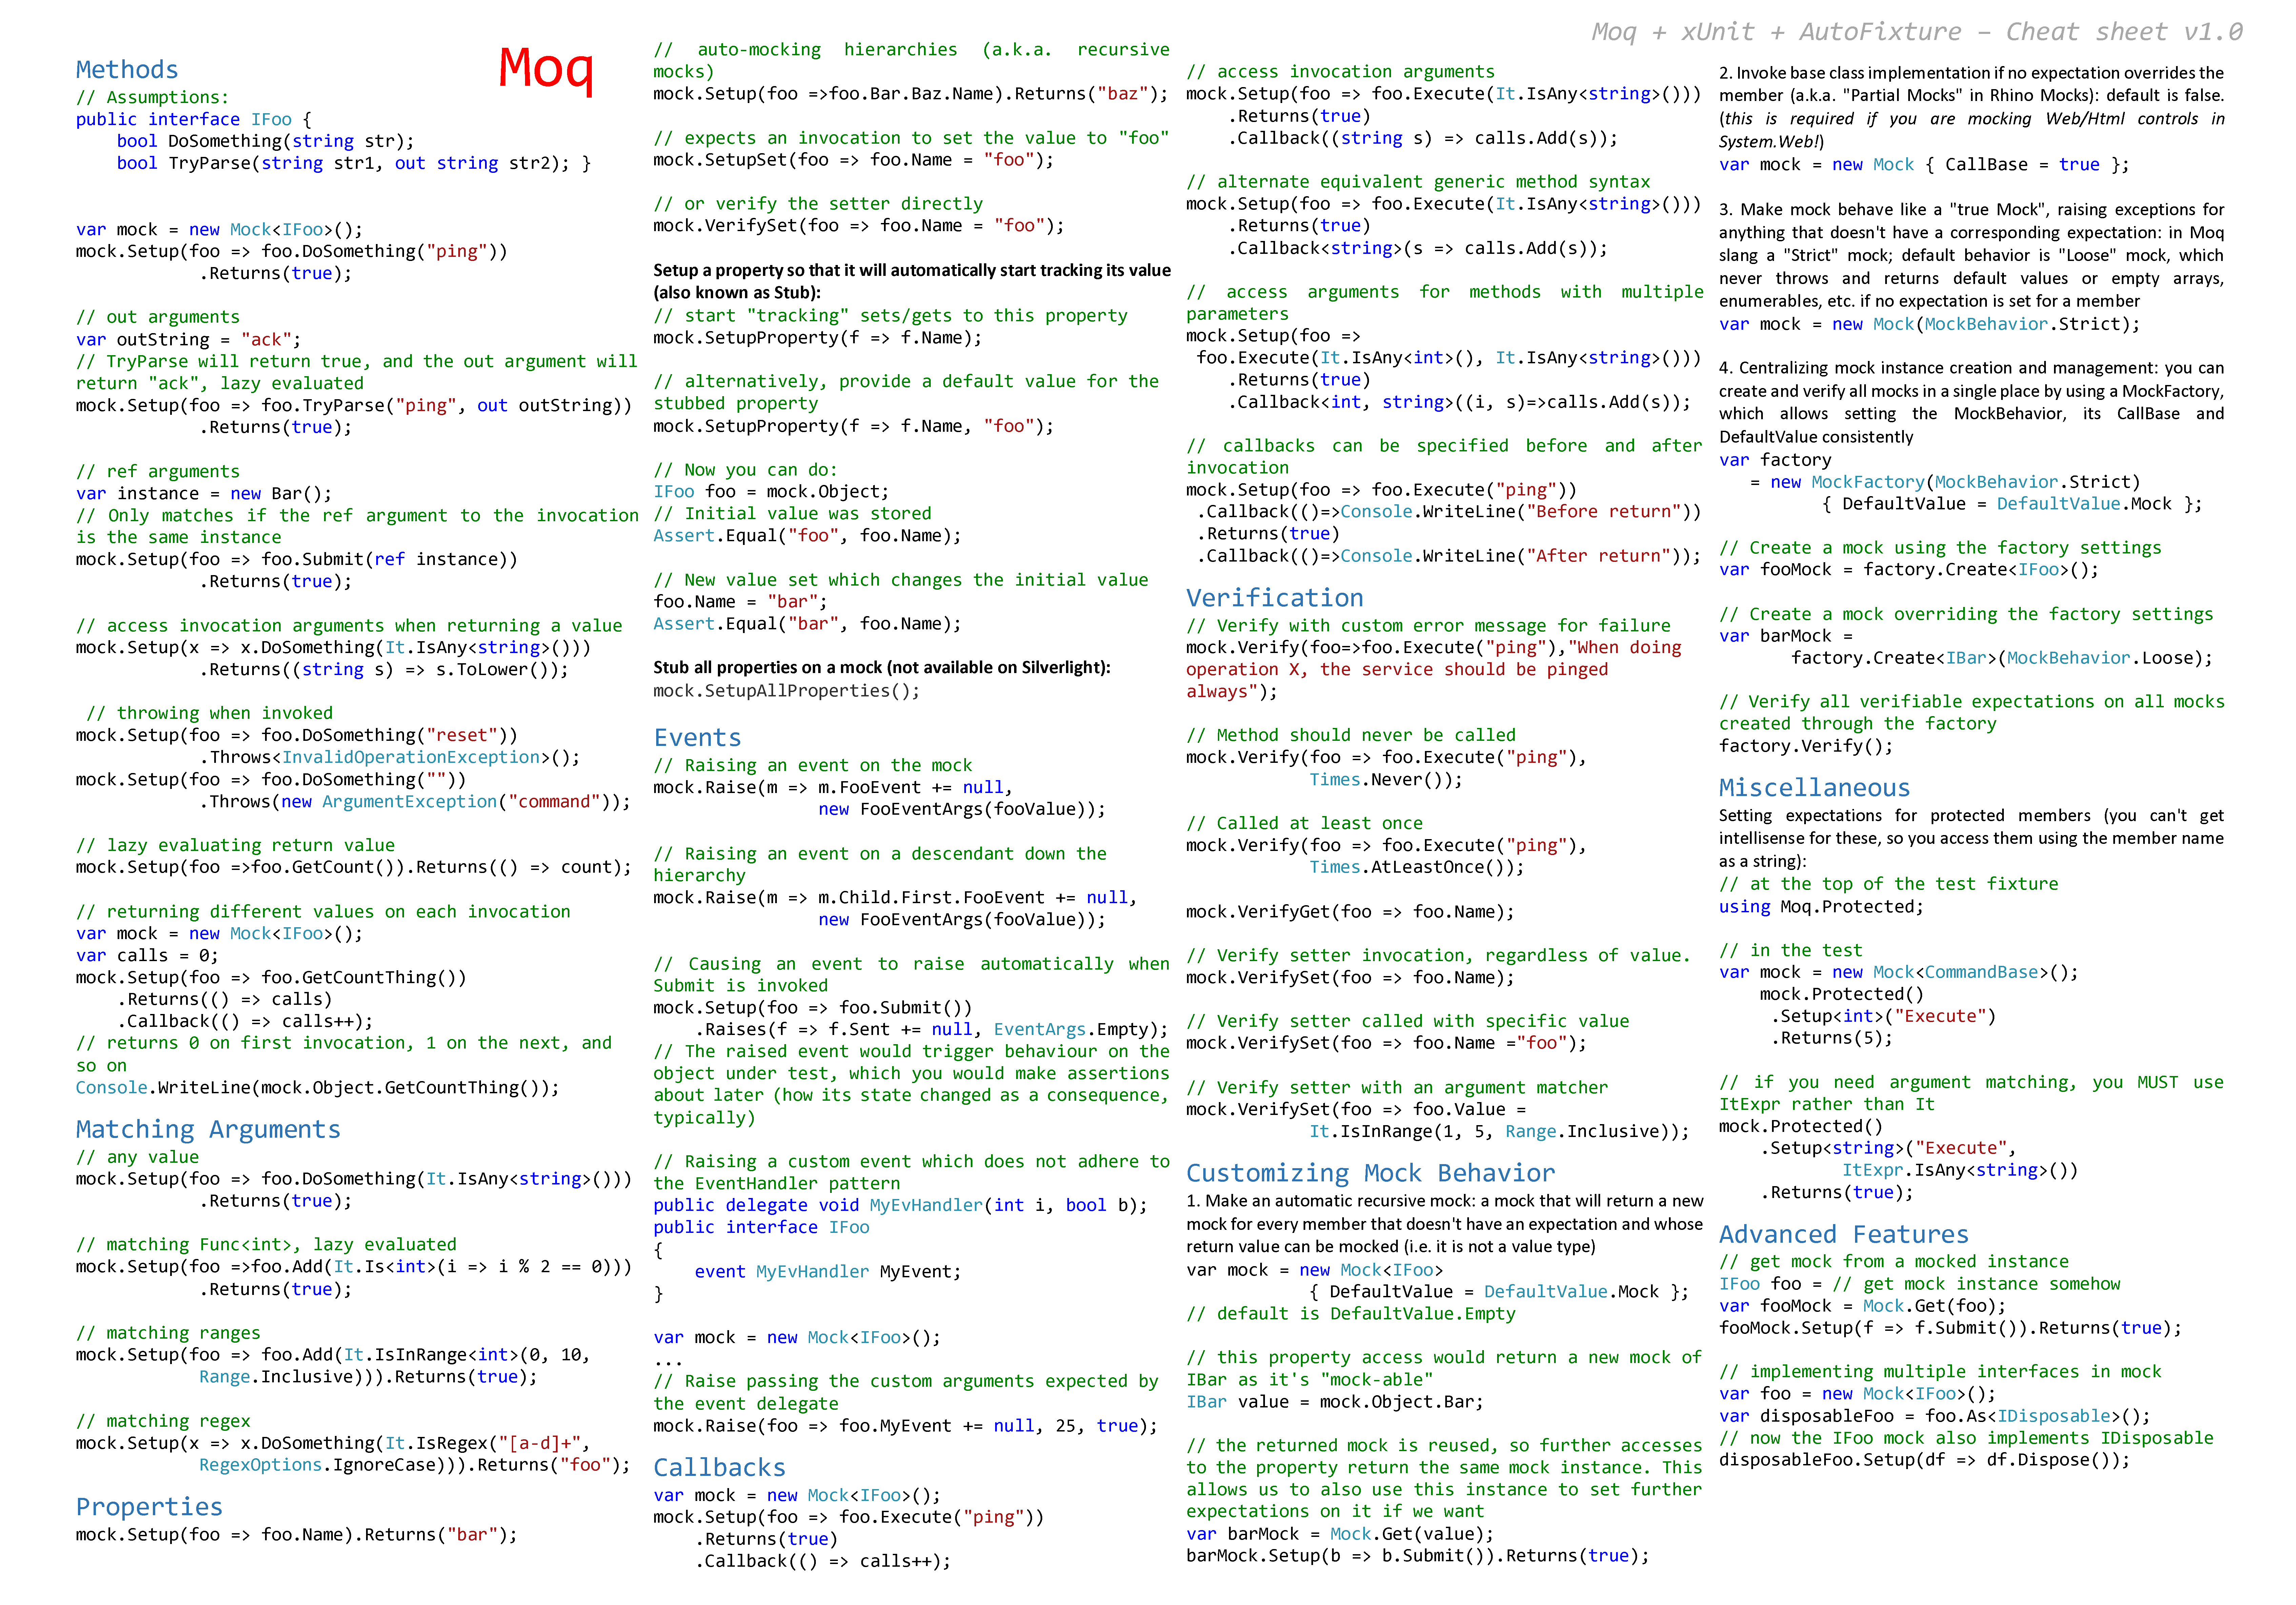 Moq + xUnit + AutoFixture – Cheat sheet v1.0
Moq
Methods
// Assumptions:
public interface IFoo {
    bool DoSomething(string str);
    bool TryParse(string str1, out string str2); }
var mock = new Mock<IFoo>();
mock.Setup(foo => foo.DoSomething("ping"))
            .Returns(true);
// out arguments
var outString = "ack";
// TryParse will return true, and the out argument will
return "ack", lazy evaluated
mock.Setup(foo => foo.TryParse("ping", out outString))
            .Returns(true);
// ref arguments
var instance = new Bar();
// Only matches if the ref argument to the invocation
is the same instance
mock.Setup(foo => foo.Submit(ref instance))
            .Returns(true);
// access invocation arguments when returning a value
mock.Setup(x => x.DoSomething(It.IsAny<string>()))
            .Returns((string s) => s.ToLower());
 // throwing when invoked
mock.Setup(foo => foo.DoSomething("reset"))
            .Throws<InvalidOperationException>();
mock.Setup(foo => foo.DoSomething(""))
            .Throws(new ArgumentException("command"));
// lazy evaluating return value
mock.Setup(foo =>foo.GetCount()).Returns(() => count);
// returning different values on each invocation
var mock = new Mock<IFoo>();
var calls = 0;
mock.Setup(foo => foo.GetCountThing())
    .Returns(() => calls)
    .Callback(() => calls++);
// returns 0 on first invocation, 1 on the next, and
so on
Console.WriteLine(mock.Object.GetCountThing());
Matching Arguments
// any value
mock.Setup(foo => foo.DoSomething(It.IsAny<string>()))
            .Returns(true);
// matching Func<int>, lazy evaluated
mock.Setup(foo =>foo.Add(It.Is<int>(i => i % 2 == 0)))
            .Returns(true);
// matching ranges
mock.Setup(foo => foo.Add(It.IsInRange<int>(0, 10,
            Range.Inclusive))).Returns(true);
// matching regex
mock.Setup(x => x.DoSomething(It.IsRegex("[a-d]+",
            RegexOptions.IgnoreCase))).Returns("foo");
Properties
mock.Setup(foo => foo.Name).Returns("bar");
// auto-mocking hierarchies (a.k.a. recursive
mocks)
mock.Setup(foo =>foo.Bar.Baz.Name).Returns("baz");
// expects an invocation to set the value to "foo"
mock.SetupSet(foo => foo.Name = "foo");
// or verify the setter directly
mock.VerifySet(foo => foo.Name = "foo");
Setup a property so that it will automatically start tracking its value
(also known as Stub):
// start "tracking" sets/gets to this property
mock.SetupProperty(f => f.Name);
// alternatively, provide a default value for the
stubbed property
mock.SetupProperty(f => f.Name, "foo");
// Now you can do:
IFoo foo = mock.Object;
// Initial value was stored
Assert.Equal("foo", foo.Name);
// New value set which changes the initial value
foo.Name = "bar";
Assert.Equal("bar", foo.Name);
Stub all properties on a mock (not available on Silverlight):
mock.SetupAllProperties();
Events
// Raising an event on the mock
mock.Raise(m => m.FooEvent += null,
                new FooEventArgs(fooValue));
// Raising an event on a descendant down the
hierarchy
mock.Raise(m => m.Child.First.FooEvent += null,
                new FooEventArgs(fooValue));
// Causing an event to raise automatically when
Submit is invoked
mock.Setup(foo => foo.Submit())
    .Raises(f => f.Sent += null, EventArgs.Empty);
// The raised event would trigger behaviour on the
object under test, which you would make assertions
about later (how its state changed as a consequence,
typically)
// Raising a custom event which does not adhere to
the EventHandler pattern
public delegate void MyEvHandler(int i, bool b);
public interface IFoo
{
    event MyEvHandler MyEvent;
}
var mock = new Mock<IFoo>();
...
// Raise passing the custom arguments expected by
the event delegate
mock.Raise(foo => foo.MyEvent += null, 25, true);
Callbacks
var mock = new Mock<IFoo>();
mock.Setup(foo => foo.Execute("ping"))
    .Returns(true)
    .Callback(() => calls++);
// access invocation arguments
mock.Setup(foo => foo.Execute(It.IsAny<string>()))
    .Returns(true)
    .Callback((string s) => calls.Add(s));
// alternate equivalent generic method syntax
mock.Setup(foo => foo.Execute(It.IsAny<string>()))
    .Returns(true)
    .Callback<string>(s => calls.Add(s));
// access arguments for methods with multiple
parameters
mock.Setup(foo =>
 foo.Execute(It.IsAny<int>(), It.IsAny<string>()))
    .Returns(true)
    .Callback<int, string>((i, s)=>calls.Add(s));
// callbacks can be specified before and after
invocation
mock.Setup(foo => foo.Execute("ping"))
 .Callback(()=>Console.WriteLine("Before return"))
 .Returns(true)
 .Callback(()=>Console.WriteLine("After return"));
Verification
// Verify with custom error message for failure
mock.Verify(foo=>foo.Execute("ping"),"When doing
operation X, the service should be pinged
always");
// Method should never be called
mock.Verify(foo => foo.Execute("ping"),
            Times.Never());
// Called at least once
mock.Verify(foo => foo.Execute("ping"),
            Times.AtLeastOnce());
mock.VerifyGet(foo => foo.Name);
// Verify setter invocation, regardless of value.
mock.VerifySet(foo => foo.Name);
// Verify setter called with specific value
mock.VerifySet(foo => foo.Name ="foo");
// Verify setter with an argument matcher
mock.VerifySet(foo => foo.Value =
            It.IsInRange(1, 5, Range.Inclusive));
Customizing Mock Behavior
1. Make an automatic recursive mock: a mock that will return a new
mock for every member that doesn't have an expectation and whose
return value can be mocked (i.e. it is not a value type)
var mock = new Mock<IFoo>
            { DefaultValue = DefaultValue.Mock };
// default is DefaultValue.Empty
// this property access would return a new mock of
IBar as it's "mock-able"
IBar value = mock.Object.Bar;
// the returned mock is reused, so further accesses
to the property return the same mock instance. This
allows us to also use this instance to set further
expectations on it if we want
var barMock = Mock.Get(value);
barMock.Setup(b => b.Submit()).Returns(true);
2. Invoke base class implementation if no expectation overrides the
member (a.k.a. "Partial Mocks" in Rhino Mocks): default is false.
(this is required if you are mocking Web/Html controls in
System.Web!)
var mock = new Mock { CallBase = true };
3. Make mock behave like a "true Mock", raising exceptions for
anything that doesn't have a corresponding expectation: in Moq
slang a "Strict" mock; default behavior is "Loose" mock, which
never throws and returns default values or empty arrays,
enumerables, etc. if no expectation is set for a member
var mock = new Mock(MockBehavior.Strict);
4. Centralizing mock instance creation and management: you can
create and verify all mocks in a single place by using a MockFactory,
which allows setting the MockBehavior, its CallBase and
DefaultValue consistently
var factory
   = new MockFactory(MockBehavior.Strict)
          { DefaultValue = DefaultValue.Mock };
// Create a mock using the factory settings
var fooMock = factory.Create<IFoo>();
// Create a mock overriding the factory settings
var barMock =
       factory.Create<IBar>(MockBehavior.Loose);
// Verify all verifiable expectations on all mocks
created through the factory
factory.Verify();
Miscellaneous
Setting expectations for protected members (you can't get
intellisense for these, so you access them using the member name
as a string):
// at the top of the test fixture
using Moq.Protected;
// in the test
var mock = new Mock<CommandBase>();
    mock.Protected()
     .Setup<int>("Execute")
     .Returns(5);
// if you need argument matching, you MUST use
ItExpr rather than It
mock.Protected()
    .Setup<string>("Execute",
            ItExpr.IsAny<string>())
    .Returns(true);
Advanced Features
// get mock from a mocked instance
IFoo foo = // get mock instance somehow
var fooMock = Mock.Get(foo);
fooMock.Setup(f => f.Submit()).Returns(true);
// implementing multiple interfaces in mock
var foo = new Mock<IFoo>();
var disposableFoo = foo.As<IDisposable>();
// now the IFoo mock also implements IDisposable
disposableFoo.Setup(df => df.Dispose());